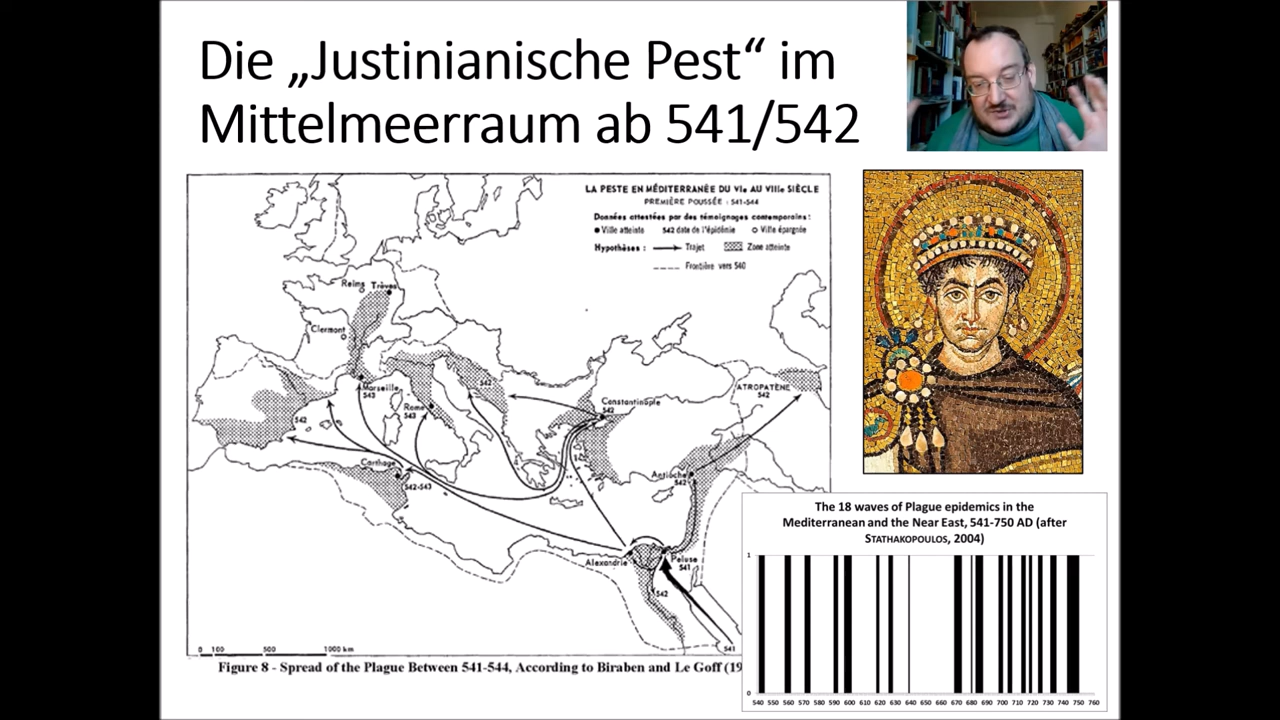 Die „Justinianische Pest“ im
Mittelmeerraum ab 541/542
LA PESTE EN MÉDITERRANÉE DU VIe AU VIIIe SIÈCLE
PREMIÈRE POUSSÉE : 541-544
Données attestées par des témoignages contemporains :
Ville atteinte 542 date de l'épidémie Ville épargnée
Hypothèses : Trajet Zone atteinte
Frontière vers 540
Reims Trèves
Clermont
Marseille
543
Rome
543
542
542
Constantinople
542
ATROPATÈNE
542
Carthage
542-543
Antioche
542
Alexandrie
Peluse
541
542
541
0 100 500 1000 km
Figure 8 - Spread of the Plague Between 541-544, According to Biraben and Le Goff (19
The 18 waves of Plague epidemics in the
Mediterranean and the Near East, 541-750 AD (after
STATHAKOPOULOS, 2004)
1
0
540 550 560 570 580 590 600 610 620 630 640 650 660 670 680 690 700 710 720 730 740 750 760